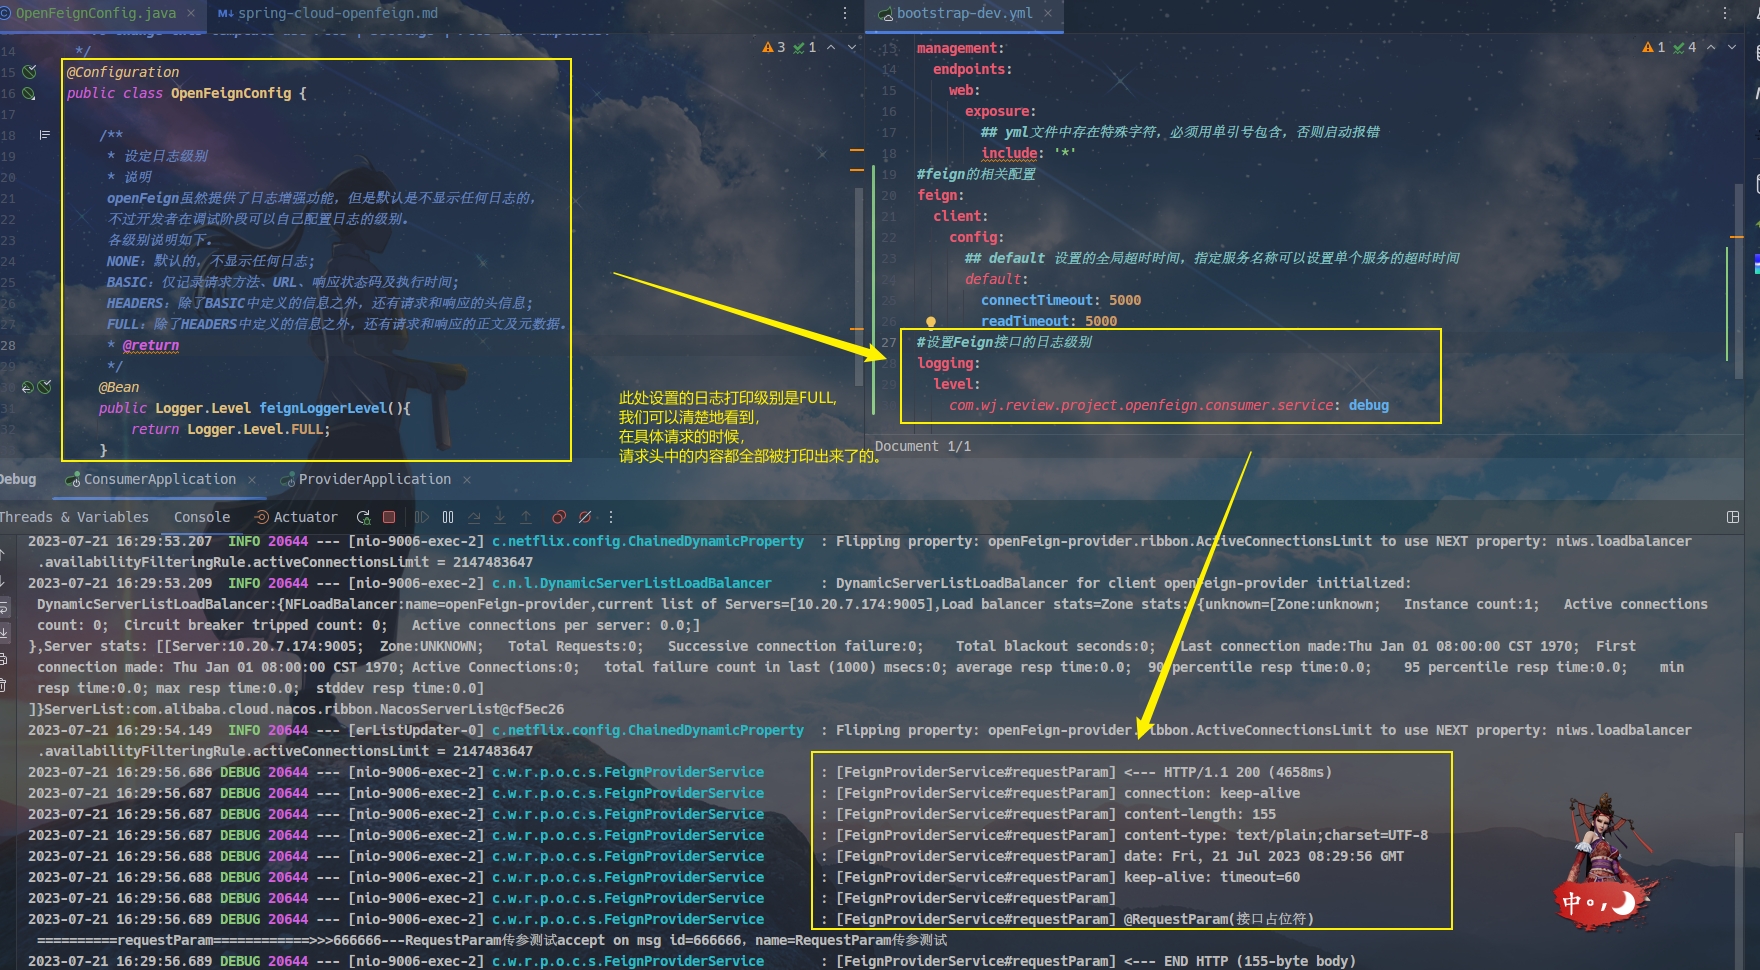 OpenFeignConfig.java
spring-cloud-openfeign.md
bootstrap-dev.yml
3 1
14 */
15 @Configuration
16 public class OpenFeignConfig {
17
18 /**
19 * 设定日志级别
20 * 说明
21 openFeign虽然提供了日志增强功能，但是默认是不显示任何日志的，
22 不过开发者在调试阶段可以自己配置日志的级别。
23 各级别说明如下。
24 NONE：默认的，不显示任何日志；
25 BASIC：仅记录请求方法、URL、响应状态码及执行时间；
26 HEADERS：除了BASIC中定义的信息之外，还有请求和响应的头信息；
27 FULL：除了HEADERS中定义的信息之外，还有请求和响应的正文及元数据。
28 * @return
29 */
30 @Bean
31 public Logger.Level feignLoggerLevel(){
32 return Logger.Level.FULL;
}
1 4
13 management:
14 endpoints:
15 web:
16 exposure:
17 ## yml文件中存在特殊字符，必须用单引号包含，否则启动报错
18 include: '*'
19 #feign的相关配置
20 feign:
21 client:
22 config:
23 ## default 设置的全局超时时间，指定服务名称可以设置单个服务的超时时间
24 default:
25 connectTimeout: 5000
26 readTimeout: 5000
27 #设置Feign接口的日志级别
28 logging:
29 level:
com.wj.review.project.openfeign.consumer.service: debug
Document 1/1
此处设置的日志打印级别是FULL,
我们可以清楚地看到,
在具体请求的时候,
请求头中的内容都全部被打印出来了的。
Debug ConsumerApplication ProviderApplication
Threads & Variables Console Actuator
2023-07-21 16:29:53.207 INFO 20644 --- [nio-9006-exec-2] c.netflix.config.ChainedDynamicProperty : Flipping property: openFeign-provider.ribbon.ActiveConnectionsLimit to use NEXT property: niws.loadbalancer
.availabilityFilteringRule.activeConnectionsLimit = 2147483647
2023-07-21 16:29:53.209 INFO 20644 --- [nio-9006-exec-2] c.n.l.DynamicServerListLoadBalancer : DynamicServerListLoadBalancer for client openFeign-provider initialized:
DynamicServerListLoadBalancer:{NFLoadBalancer:name=openFeign-provider,current list of Servers=[10.20.7.174:9005],Load balancer stats=Zone stats: {unknown=[Zone:unknown; Instance count:1; Active connections
count: 0; Circuit breaker tripped count: 0; Active connections per server: 0.0;]
},Server stats: [[Server:10.20.7.174:9005; Zone:UNKNOWN; Total Requests:0; Successive connection failure:0; Total blackout seconds:0; Last connection made:Thu Jan 01 08:00:00 CST 1970; First
connection made: Thu Jan 01 08:00:00 CST 1970; Active Connections:0; total failure count in last (1000) msecs:0; average resp time:0.0; 90 percentile resp time:0.0; 95 percentile resp time:0.0; min
resp time:0.0; max resp time:0.0; stddev resp time:0.0]
]}ServerList:com.alibaba.cloud.nacos.ribbon.NacosServerList@cf5ec26
2023-07-21 16:29:54.149 INFO 20644 --- [erListUpdater-0] c.netflix.config.ChainedDynamicProperty : Flipping property: openFeign-provider.ribbon.ActiveConnectionsLimit to use NEXT property: niws.loadbalancer
.availabilityFilteringRule.activeConnectionsLimit = 2147483647
2023-07-21 16:29:56.686 DEBUG 20644 --- [nio-9006-exec-2] c.w.r.p.o.c.s.FeignProviderService : [FeignProviderService#requestParam] <--- HTTP/1.1 200 (4658ms)
2023-07-21 16:29:56.687 DEBUG 20644 --- [nio-9006-exec-2] c.w.r.p.o.c.s.FeignProviderService : [FeignProviderService#requestParam] connection: keep-alive
2023-07-21 16:29:56.687 DEBUG 20644 --- [nio-9006-exec-2] c.w.r.p.o.c.s.FeignProviderService : [FeignProviderService#requestParam] content-length: 155
2023-07-21 16:29:56.687 DEBUG 20644 --- [nio-9006-exec-2] c.w.r.p.o.c.s.FeignProviderService : [FeignProviderService#requestParam] content-type: text/plain;charset=UTF-8
2023-07-21 16:29:56.688 DEBUG 20644 --- [nio-9006-exec-2] c.w.r.p.o.c.s.FeignProviderService : [FeignProviderService#requestParam] date: Fri, 21 Jul 2023 08:29:56 GMT
2023-07-21 16:29:56.688 DEBUG 20644 --- [nio-9006-exec-2] c.w.r.p.o.c.s.FeignProviderService : [FeignProviderService#requestParam] keep-alive: timeout=60
2023-07-21 16:29:56.688 DEBUG 20644 --- [nio-9006-exec-2] c.w.r.p.o.c.s.FeignProviderService : [FeignProviderService#requestParam]
2023-07-21 16:29:56.689 DEBUG 20644 --- [nio-9006-exec-2] c.w.r.p.o.c.s.FeignProviderService : [FeignProviderService#requestParam] @RequestParam(接口占位符)
==========requestParam============>>>666666---RequestParam传参测试accept on msg id=666666，name=RequestParam传参测试
2023-07-21 16:29:56.689 DEBUG 20644 --- [nio-9006-exec-2] c.w.r.p.o.c.s.FeignProviderService : [FeignProviderService#requestParam] <--- END HTTP (155-byte body)
中。,